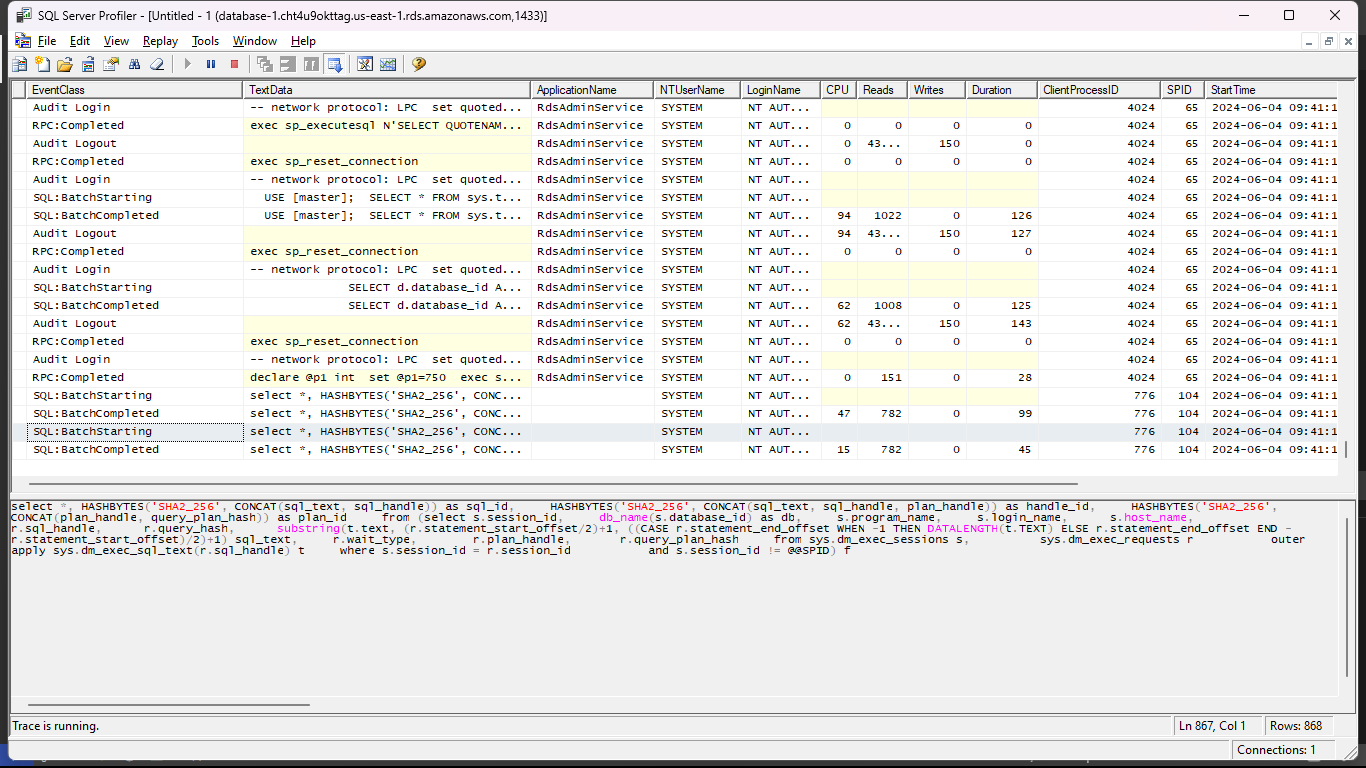 SQL Server Profiler - [Untitled - 1 (database-1.cht4u9okttag.us-east-1.rds.amazonaws.com,1433)]
File Edit View Replay Tools Window Help
EventClass TextData ApplicationName NTUserName LoginName CPU Reads Writes Duration ClientProcessID SPID StartTime
Audit Login -- network protocol: LPC set quoted... RdsAdminService SYSTEM NT AUT... 4024 65 2024-06-04 09:41:1
RPC:Completed exec sp_executesql N'SELECT QUOTENAM... RdsAdminService SYSTEM NT AUT... 0 0 0 0 4024 65 2024-06-04 09:41:1
Audit Logout RdsAdminService SYSTEM NT AUT... 0 43... 150 0 4024 65 2024-06-04 09:41:1
RPC:Completed exec sp_reset_connection RdsAdminService SYSTEM NT AUT... 0 0 0 0 4024 65 2024-06-04 09:41:1
Audit Login -- network protocol: LPC set quoted... RdsAdminService SYSTEM NT AUT... 4024 65 2024-06-04 09:41:1
SQL:BatchStarting USE [master]; SELECT * FROM sys.t... RdsAdminService SYSTEM NT AUT... 4024 65 2024-06-04 09:41:1
SQL:BatchCompleted USE [master]; SELECT * FROM sys.t... RdsAdminService SYSTEM NT AUT... 94 1022 0 126 4024 65 2024-06-04 09:41:1
Audit Logout RdsAdminService SYSTEM NT AUT... 94 43... 150 127 4024 65 2024-06-04 09:41:1
RPC:Completed exec sp_reset_connection RdsAdminService SYSTEM NT AUT... 0 0 0 0 4024 65 2024-06-04 09:41:1
Audit Login -- network protocol: LPC set quoted... RdsAdminService SYSTEM NT AUT... 4024 65 2024-06-04 09:41:1
SQL:BatchStarting SELECT d.database_id A... RdsAdminService SYSTEM NT AUT... 4024 65 2024-06-04 09:41:1
SQL:BatchCompleted SELECT d.database_id A... RdsAdminService SYSTEM NT AUT... 62 1008 0 125 4024 65 2024-06-04 09:41:1
Audit Logout RdsAdminService SYSTEM NT AUT... 62 43... 150 143 4024 65 2024-06-04 09:41:1
RPC:Completed exec sp_reset_connection RdsAdminService SYSTEM NT AUT... 0 0 0 0 4024 65 2024-06-04 09:41:1
Audit Login -- network protocol: LPC set quoted... RdsAdminService SYSTEM NT AUT... 4024 65 2024-06-04 09:41:1
RPC:Completed declare @p1 int set @p1=750 exec s... RdsAdminService SYSTEM NT AUT... 0 151 0 28 4024 65 2024-06-04 09:41:1
SQL:BatchStarting select *, HASHBYTES('SHA2_256', CONC... SYSTEM NT AUT... 776 104 2024-06-04 09:41:1
SQL:BatchCompleted select *, HASHBYTES('SHA2_256', CONC... SYSTEM NT AUT... 47 782 0 99 776 104 2024-06-04 09:41:1
SQL:BatchStarting select *, HASHBYTES('SHA2_256', CONC... SYSTEM NT AUT... 776 104 2024-06-04 09:41:1
SQL:BatchCompleted select *, HASHBYTES('SHA2_256', CONC... SYSTEM NT AUT... 15 782 0 45 776 104 2024-06-04 09:41:1
select *, HASHBYTES('SHA2_256', CONCAT(sql_text, sql_handle)) as sql_id, HASHBYTES('SHA2_256', CONCAT(sql_text, sql_handle, plan_handle)) as handle_id, HASHBYTES('SHA2_256',
CONCAT(plan_handle, query_plan_hash)) as plan_id from (select s.session_id, db_name(s.database_id) as db, s.program_name, s.login_name, s.host_name,
r.sql_handle, r.query_hash, substring(t.text, (r.statement_start_offset/2)+1, ((CASE r.statement_end_offset WHEN -1 THEN DATALENGTH(t.TEXT) ELSE r.statement_end_offset END -
r.statement_start_offset)/2)+1) sql_text, r.wait_type, r.plan_handle, r.query_plan_hash from sys.dm_exec_sessions s, sys.dm_exec_requests r outer
apply sys.dm_exec_sql_text(r.sql_handle) t where s.session_id = r.session_id and s.session_id != @@SPID) f
Trace is running. Ln 867, Col 1 Rows: 868
Connections: 1